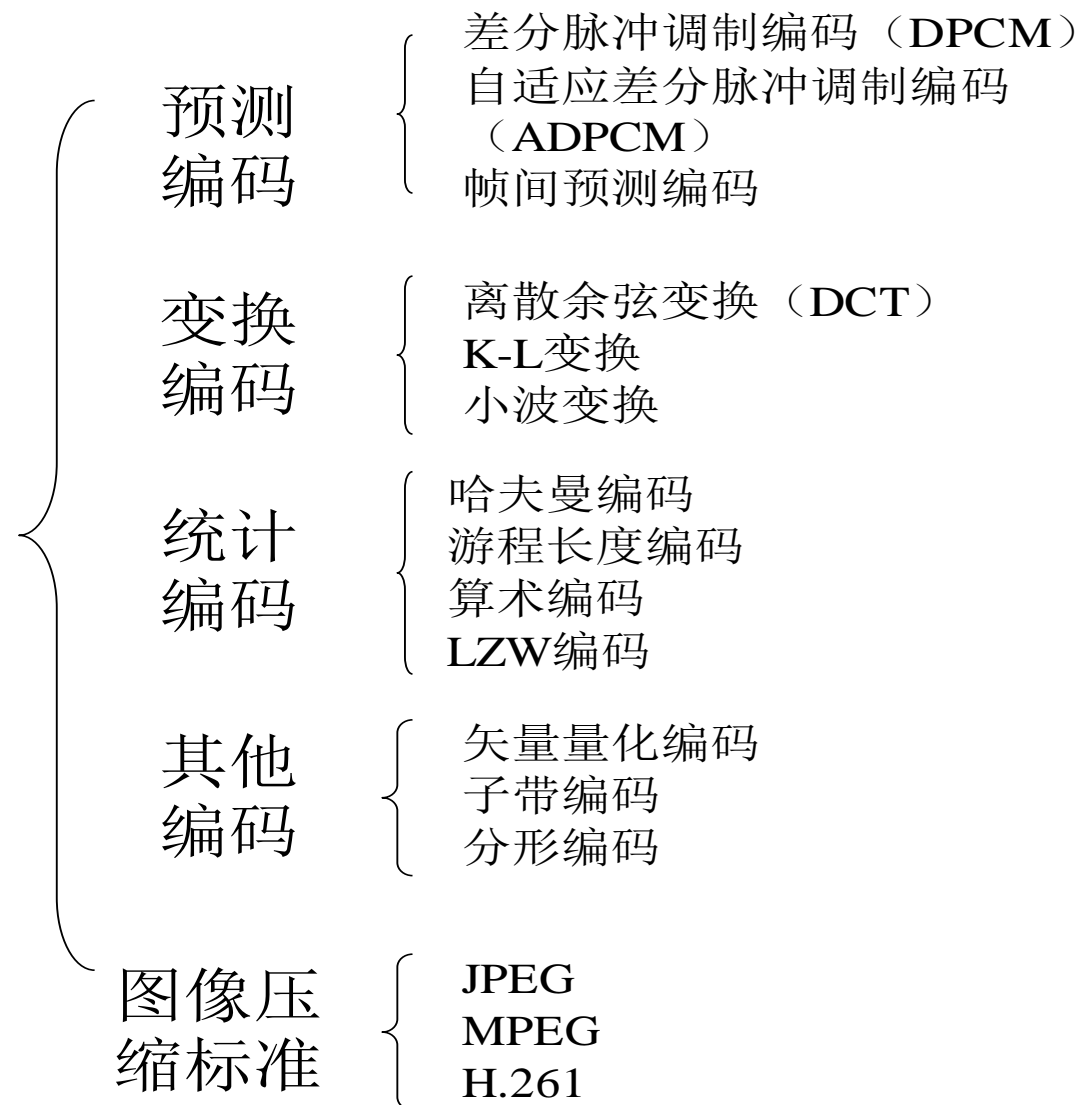 预测
编码
差分脉冲调制编码（DPCM）
自适应差分脉冲调制编码
（ADPCM）
帧间预测编码
变换
编码
离散余弦变换（DCT）
K-L变换
小波变换
统计
编码
哈夫曼编码
游程长度编码
算术编码
LZW编码
其他
编码
矢量量化编码
子带编码
分形编码
图像压
缩标准
JPEG
MPEG
H.261